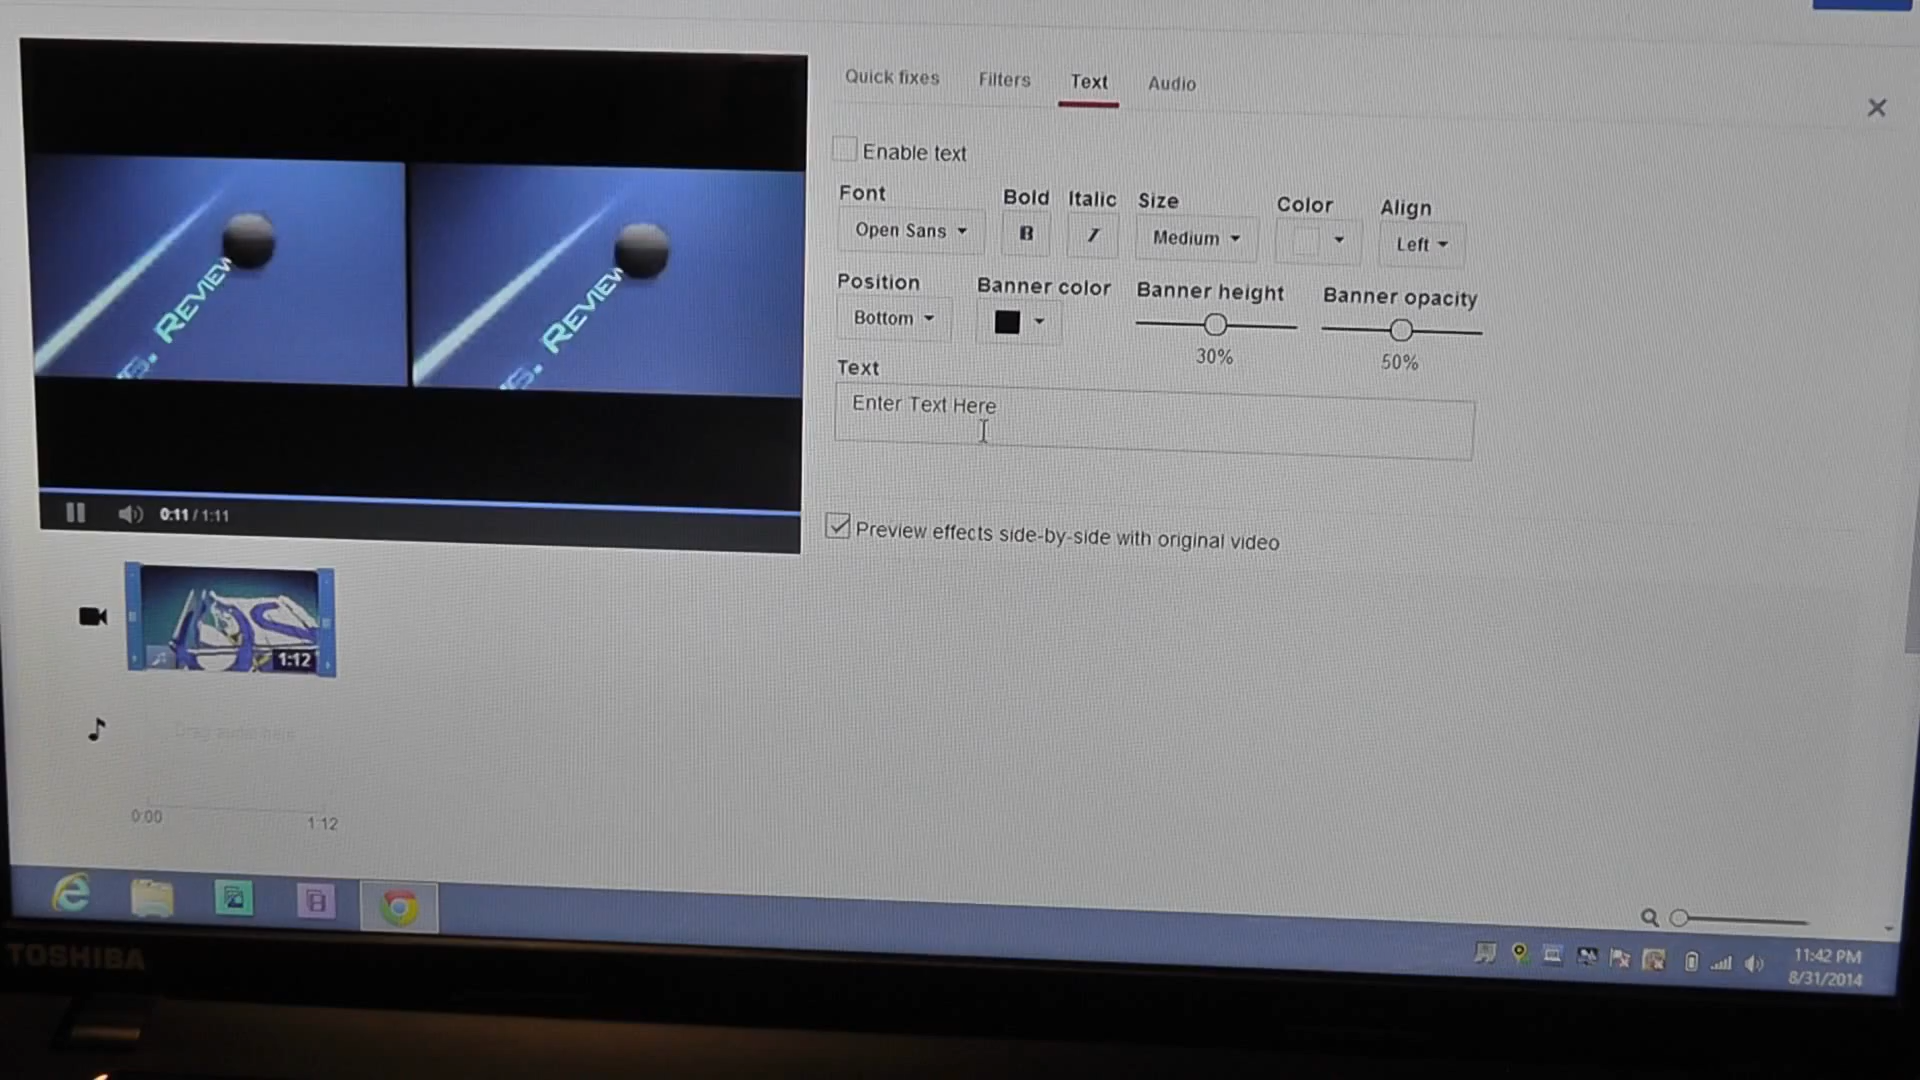 Quick fixes Filters Text Audio
Enable text
Font Bold Italic Size Color Align
Open Sans B I Medium Left
Position Banner color Banner height Banner opacity
Bottom
30% 50%
Text
Enter Text Here
Preview effects side-by-side with original video
REVIEW
REVIEW
0:11 / 1:11
1:12
Drag audio here
0:00 1:12
11:42 PM
8/31/2014
TOSHIBA